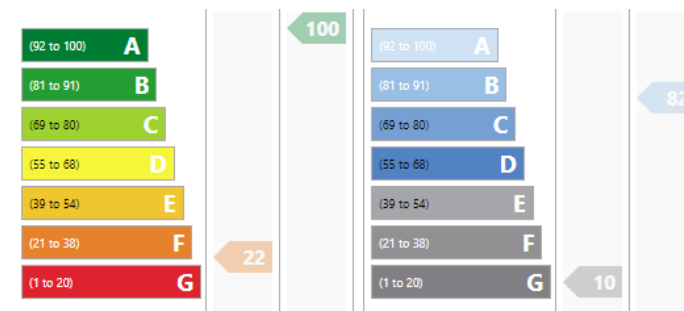 100
(92 to 100) A
(81 to 91) B
(69 to 80) C
(55 to 68) D
(39 to 54) E
(21 to 38) F
22
(1 to 20) G
(92 to 100) A
(81 to 91) B
82
(69 to 80) C
(55 to 68) D
(39 to 54) E
(21 to 38) F
(1 to 20) G
10